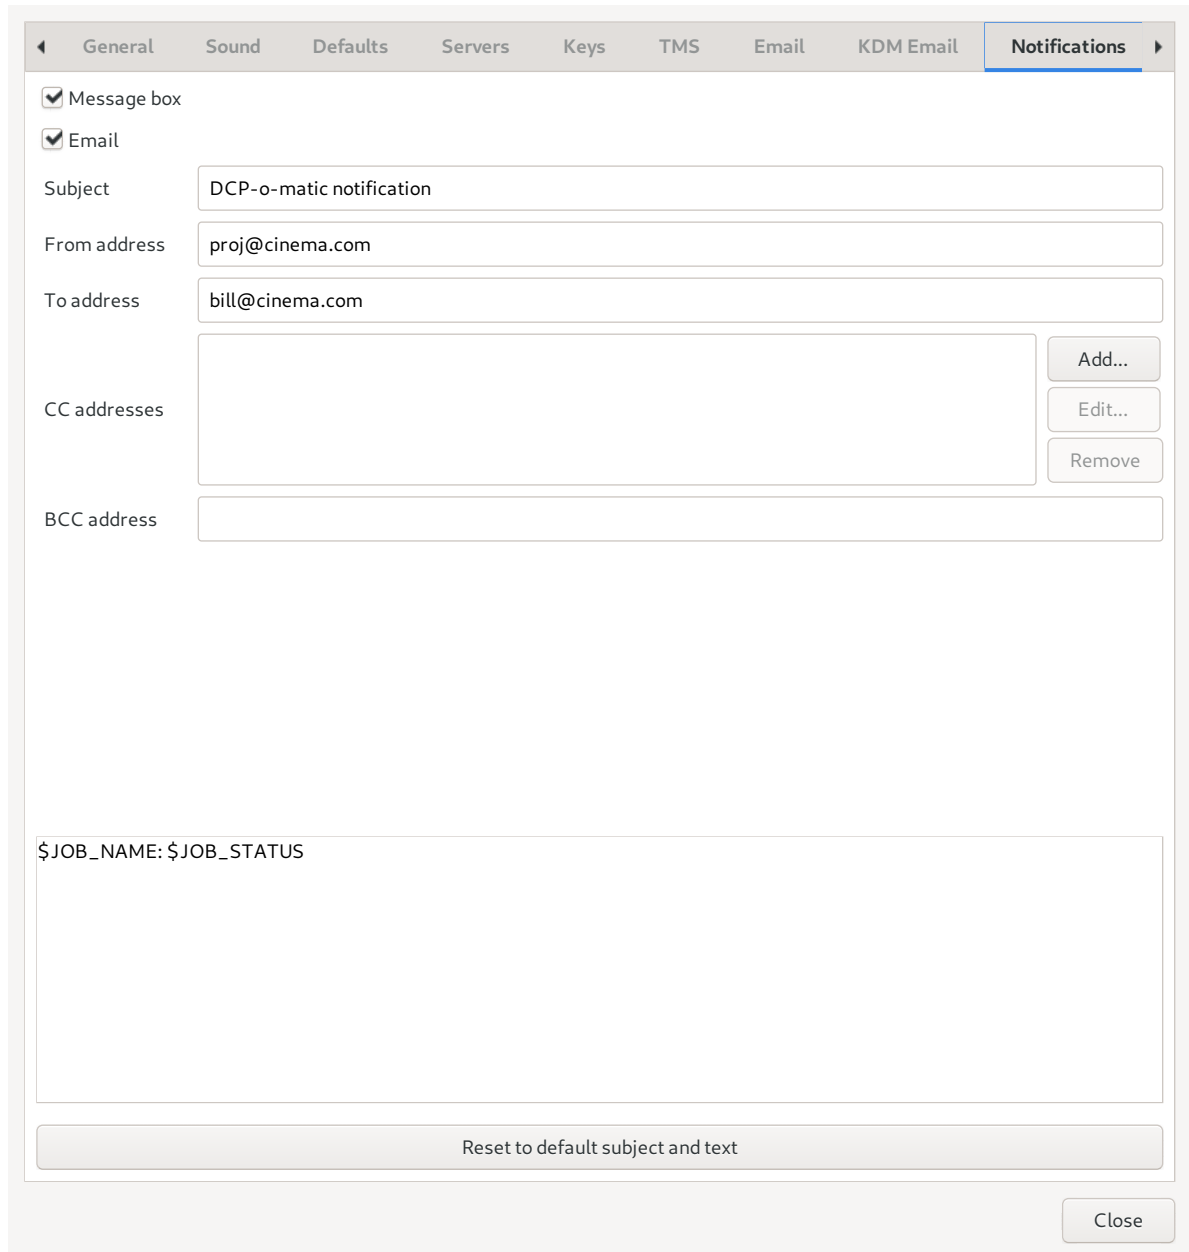 General Sound Defaults Servers Keys TMS Email KDM Email Notifications
Message box
Email
Subject DCP-o-matic notification
From address proj@cinema.com
To address bill@cinema.com
Add...
CC addresses Edit...
Remove
BCC address
$JOB_NAME: $JOB_STATUS
Reset to default subject and text
Close